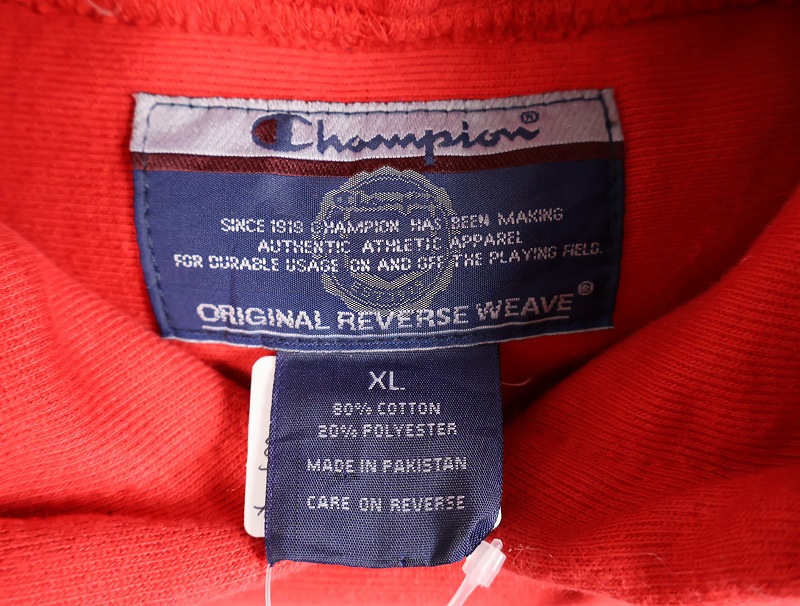 Champion®
SINCE 1919 CHAMPION HAS BEEN MAKING
AUTHENTIC ATHLETIC APPAREL
FOR DURABLE USAGE ON AND OFF THE PLAYING FIELD.
ORIGINAL REVERSE WEAVE®
XL
80% COTTON
20% POLYESTER
MADE IN PAKISTAN
CARE ON REVERSE